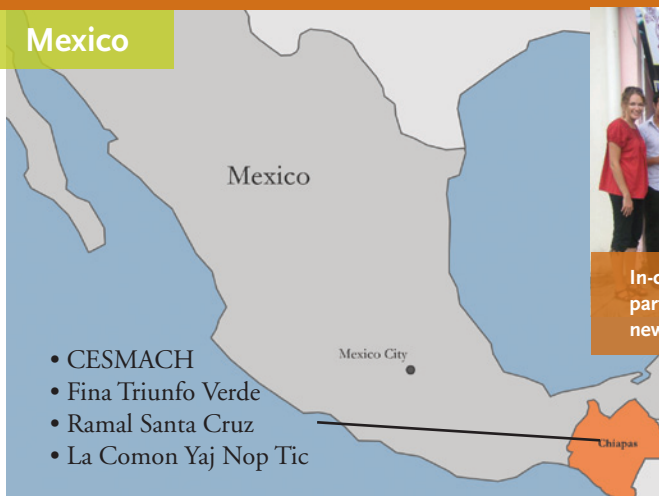 Mexico
Mexico
Mexico City
• CESMACH
• Fina Triunfo Verde
• Ramal Santa Cruz
• La Comon Yaj Nop Tic
Chiapas